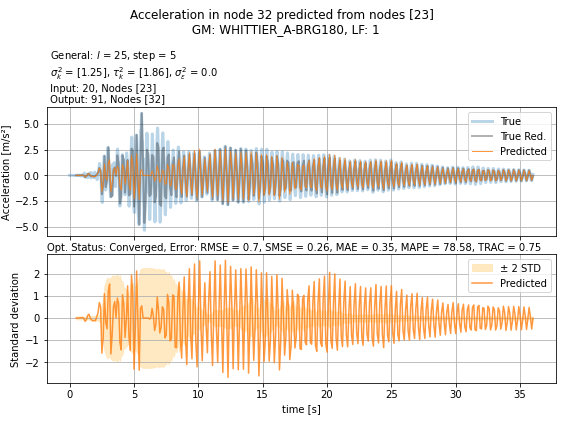 Acceleration in node 32 predicted from nodes [23]
GM: WHITTIER_A-BRG180, LF: 1
General: l = 25, step = 5
σ²ₖ = [1.25], τ²ₖ = [1.86], σ²ε = 0.0
Input: 20, Nodes [23]
Output: 91, Nodes [32]
Acceleration [m/s²]
5.0
2.5
0.0
−2.5
−5.0
True
True Red.
Predicted
Opt. Status: Converged, Error: RMSE = 0.7, SMSE = 0.26, MAE = 0.35, MAPE = 78.58, TRAC = 0.75
Standard deviation
2
1
0
−1
−2
± 2 STD
Predicted
0 5 10 15 20 25 30 35
time [s]